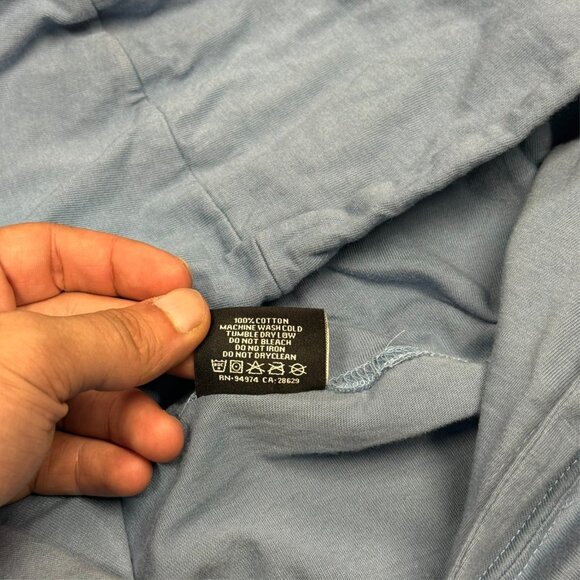 100% COTTON
MACHINE WASH COLD
TUMBLE DRY LOW
DO NOT BLEACH
DO NOT IRON
DO NOT DRYCLEAN
RN-94974 CA-28629